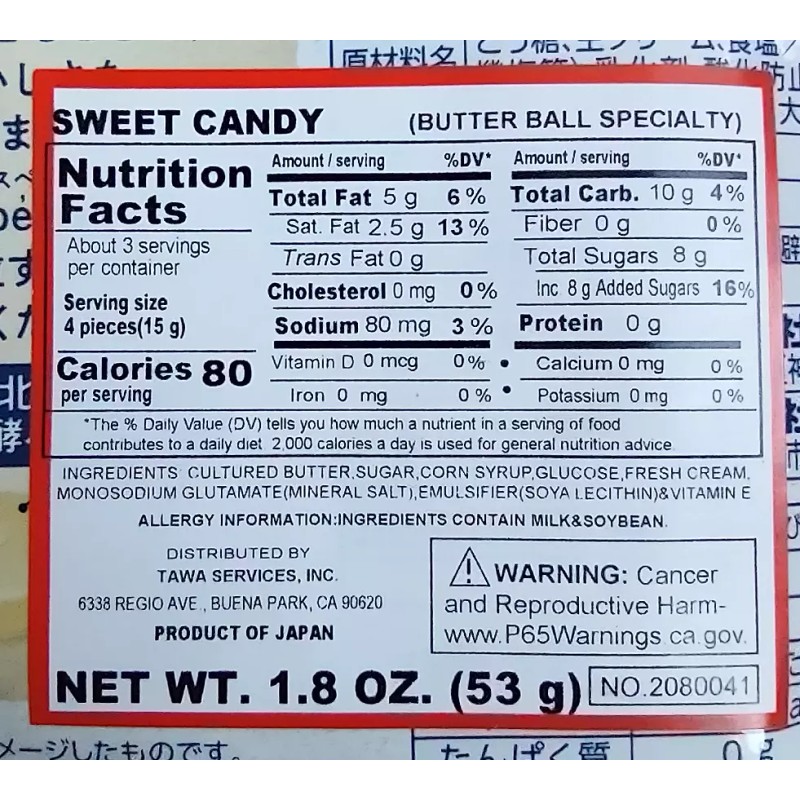 原材料名
SWEET CANDY (BUTTER BALL SPECIALTY)
Nutrition
Facts
About 3 servings
per container
Serving size
4 pieces(15 g)
Calories 80
per serving
Amount / serving %DV*
Total Fat 5 g 6 %
Sat. Fat 2.5 g 13 %
Trans Fat 0 g
Cholesterol 0 mg 0 %
Sodium 80 mg 3 %
Vitamin D 0 mcg 0% •
Iron 0 mg 0 % •
Amount / serving %DV*
Total Carb. 10 g 4 %
Fiber 0 g 0 %
Total Sugars 8 g
Inc 8 g Added Sugars 16%
Protein 0 g
Calcium 0 mg 0 %
Potassium 0 mg 0 %
*The % Daily Value (DV) tells you how much a nutrient in a serving of food
contributes to a daily diet 2,000 calories a day is used for general nutrition advice.
INGREDIENTS: CULTURED BUTTER,SUGAR,CORN SYRUP,GLUCOSE,FRESH CREAM,
MONOSODIUM GLUTAMATE(MINERAL SALT),EMULSIFIER(SOYA LECITHIN)&VITAMIN E
ALLERGY INFORMATION:INGREDIENTS CONTAIN MILK&SOYBEAN.
DISTRIBUTED BY
TAWA SERVICES, INC.
6338 REGIO AVE., BUENA PARK, CA 90620
PRODUCT OF JAPAN
WARNING: Cancer
and Reproductive Harm-
www.P65Warnings.ca.gov.
NET WT. 1.8 OZ. (53 g) NO.2080041
メージしたものです。
たんぱく質 0 g